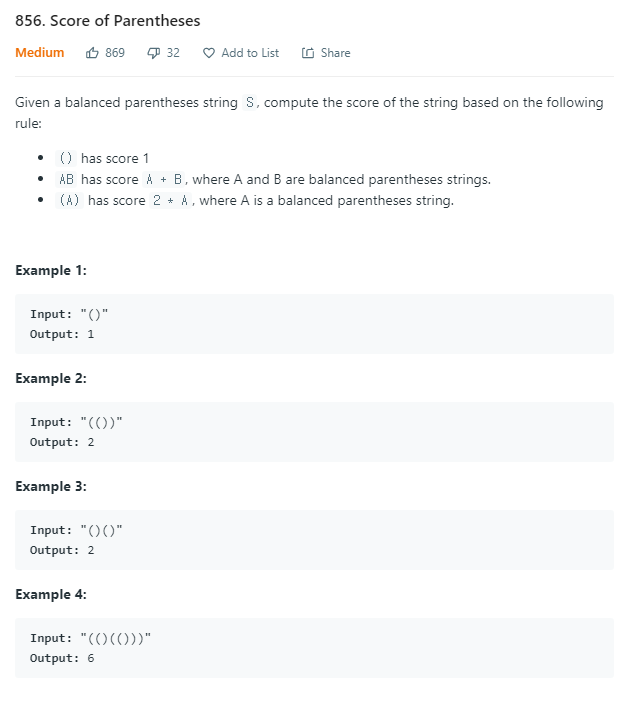 856. Score of Parentheses
Medium 869 32 Add to List Share
Given a balanced parentheses string S, compute the score of the string based on the following
rule:
• () has score 1
• AB has score A + B, where A and B are balanced parentheses strings.
• (A) has score 2 * A, where A is a balanced parentheses string.
Example 1:
Input: "()"
Output: 1
Example 2:
Input: "(())"
Output: 2
Example 3:
Input: "()()"
Output: 2
Example 4:
Input: "(()(()))"
Output: 6